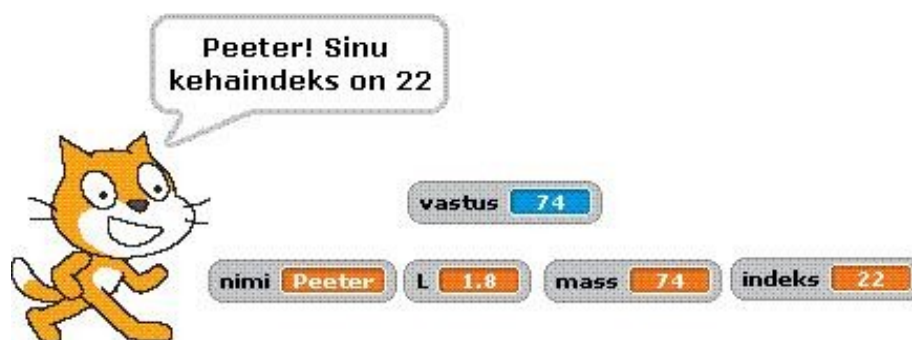 Peeter! Sinu
kehaindeks on 22
vastus 74
nimi Peeter L 1.8 mass 74 indeks 22